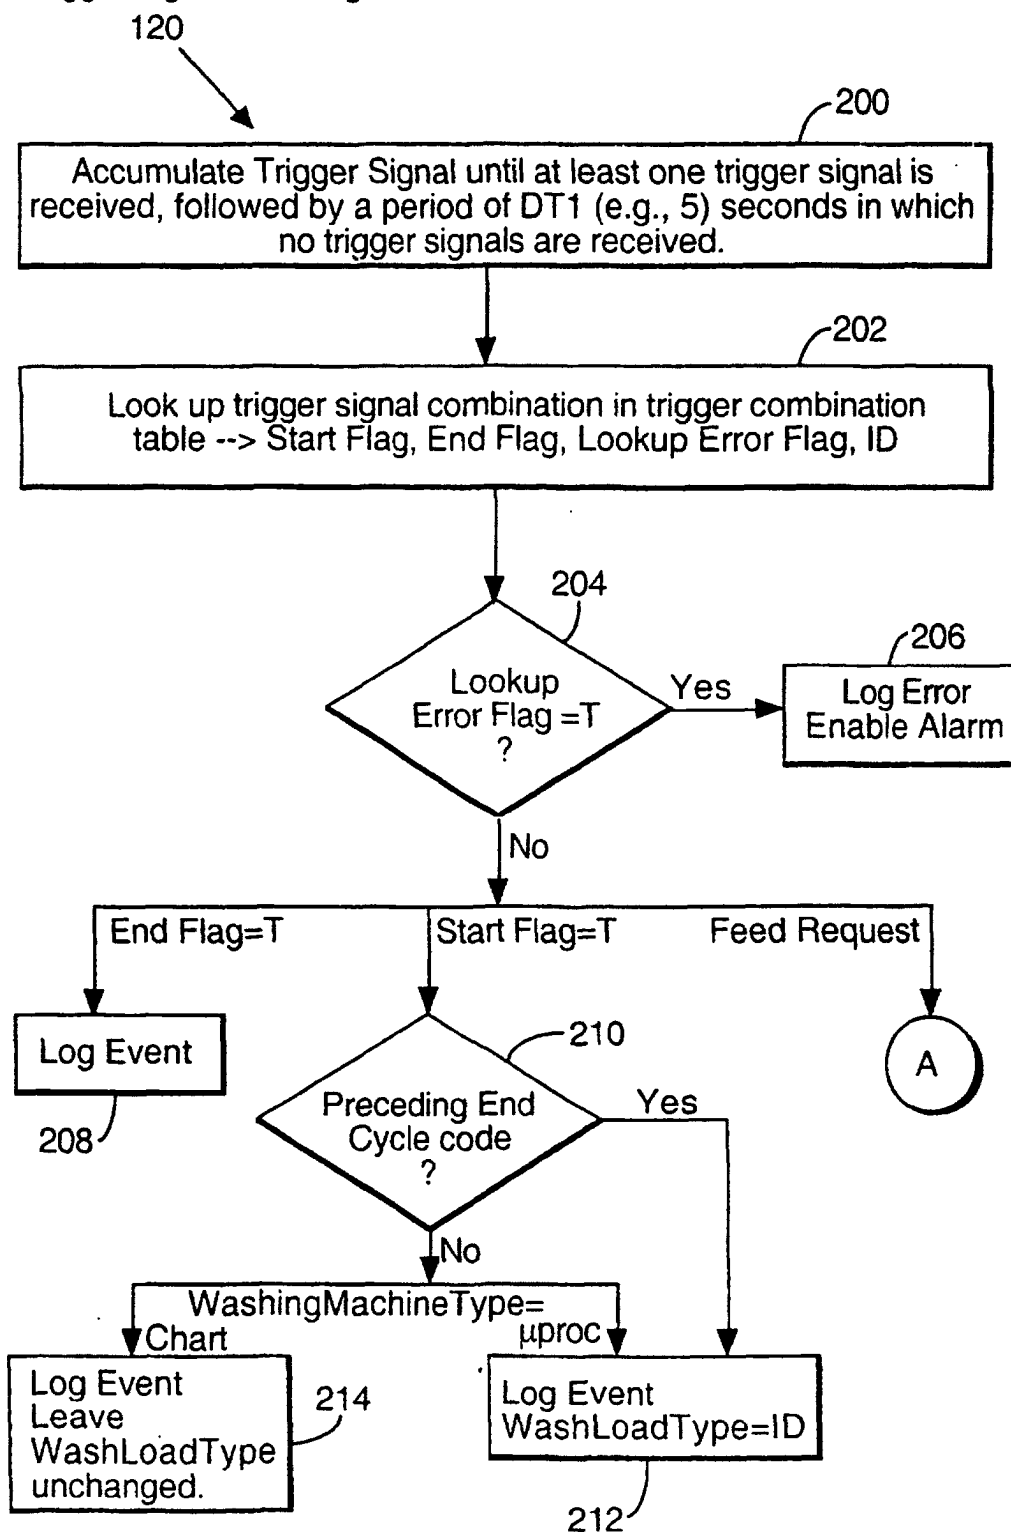 120
200
Accumulate Trigger Signal until at least one trigger signal is
received, followed by a period of DT1 (e.g., 5) seconds in which
no trigger signals are received.
202
Look up trigger signal combination in trigger combination
table --> Start Flag, End Flag, Lookup Error Flag, ID
204
Lookup
Error Flag =T
?
Yes
206
Log Error
Enable Alarm
No
End Flag=T
Start Flag=T
Feed Request
Log Event
208
210
Preceding End
Cycle code
?
Yes
A
No
WashingMachineType=
Chart
µproc
Log Event
Leave
WashLoadType
unchanged.
214
Log Event
WashLoadType=ID
212